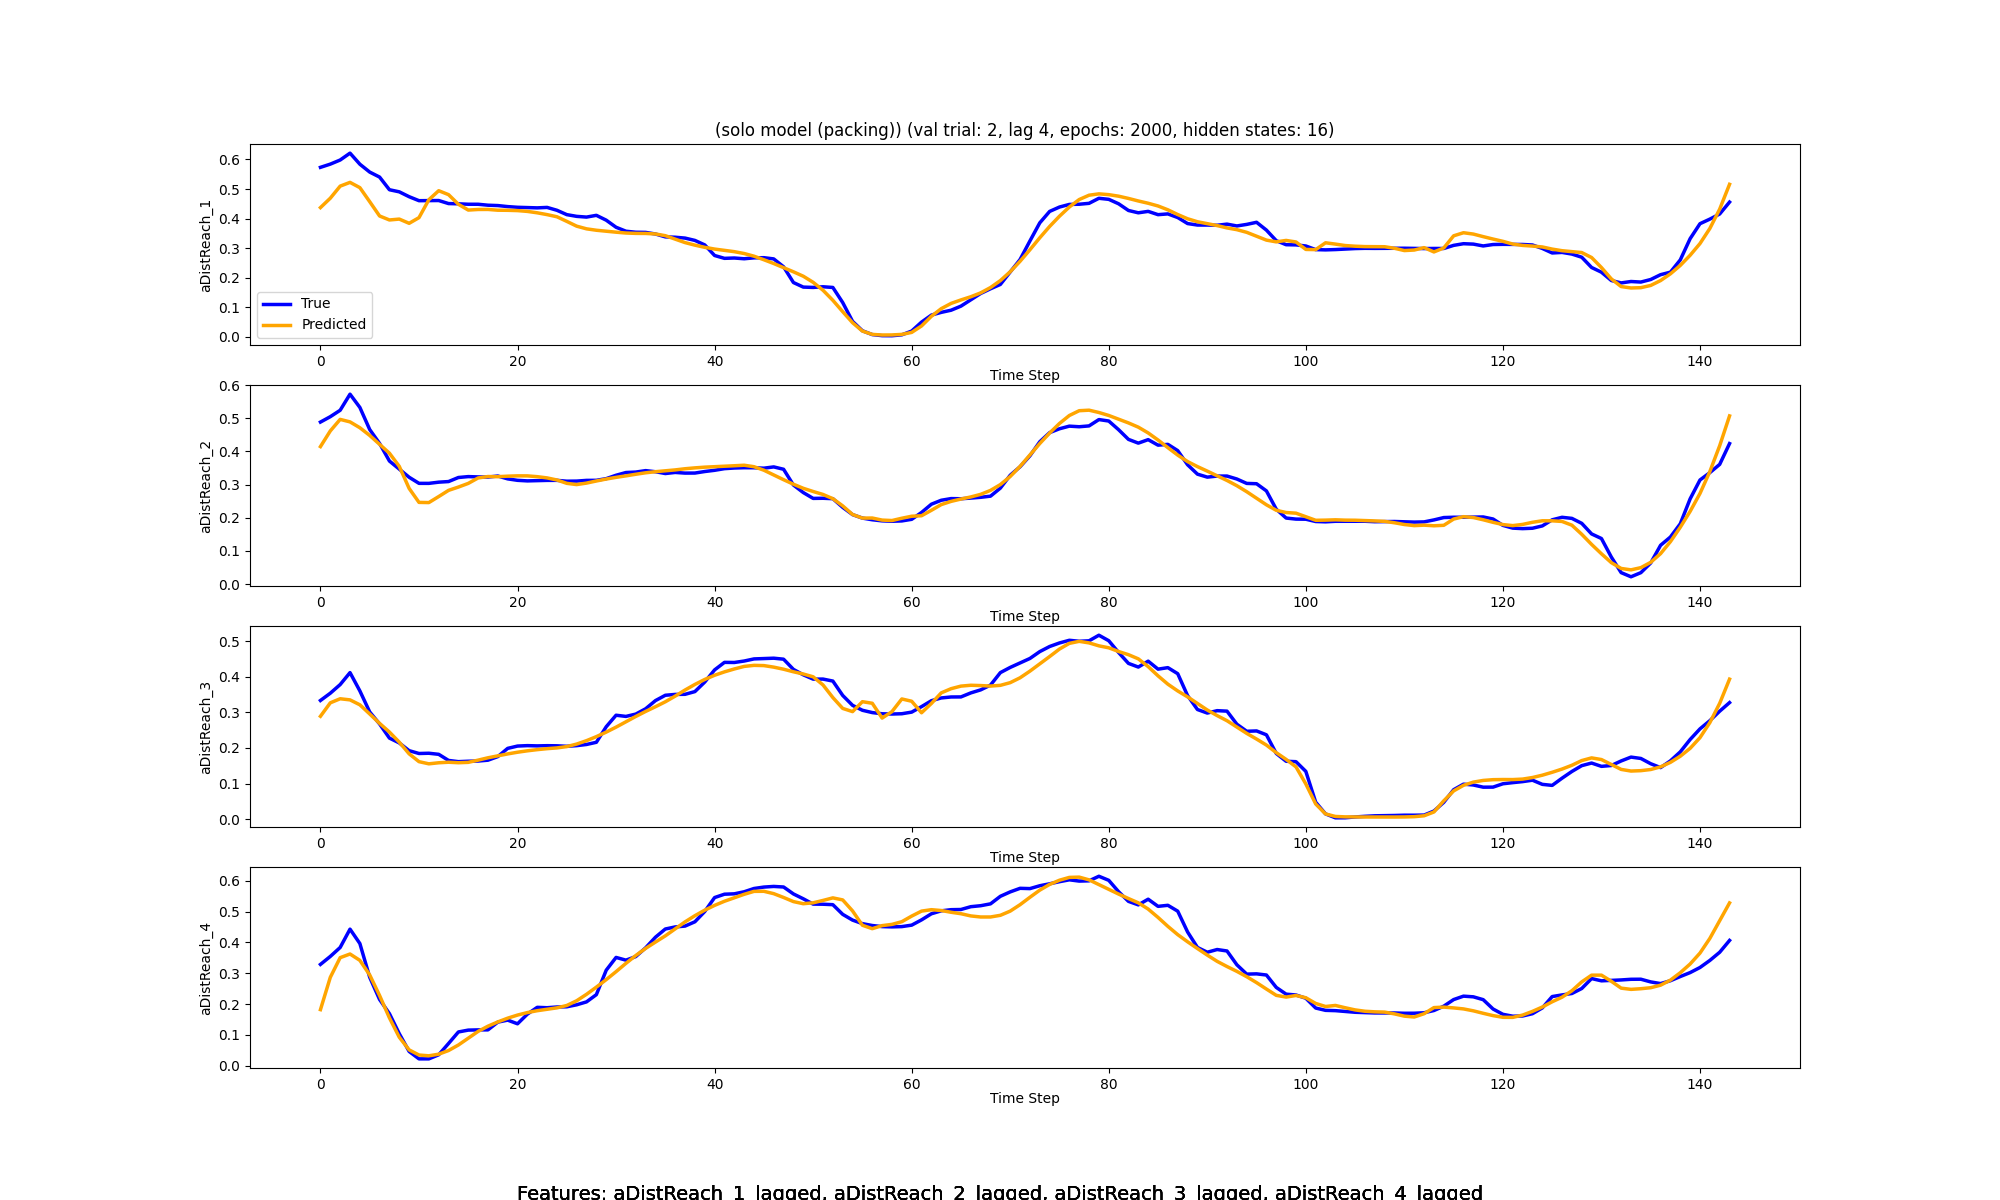 (solo model (packing)) (val trial: 2, lag 4, epochs: 2000, hidden states: 16)
aDistReach_1
0.6
0.5
0.4
0.3
0.2
0.1
0.0
True
Predicted
0 20 40 60 80 100 120 140
Time Step
aDistReach_2
0.6
0.5
0.4
0.3
0.2
0.1
0.0
0 20 40 60 80 100 120 140
Time Step
aDistReach_3
0.5
0.4
0.3
0.2
0.1
0.0
0 20 40 60 80 100 120 140
Time Step
aDistReach_4
0.6
0.5
0.4
0.3
0.2
0.1
0.0
0 20 40 60 80 100 120 140
Time Step
Features: aDistReach_1_lagged, aDistReach_2_lagged, aDistReach_3_lagged, aDistReach_4_lagged